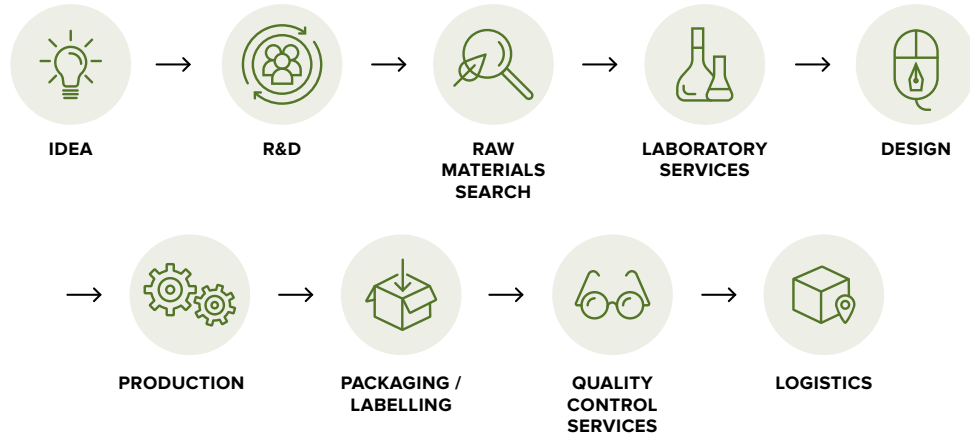 IDEA
R&D
RAW
MATERIALS
SEARCH
LABORATORY
SERVICES
DESIGN
PRODUCTION
PACKAGING /
LABELLING
QUALITY
CONTROL
SERVICES
LOGISTICS